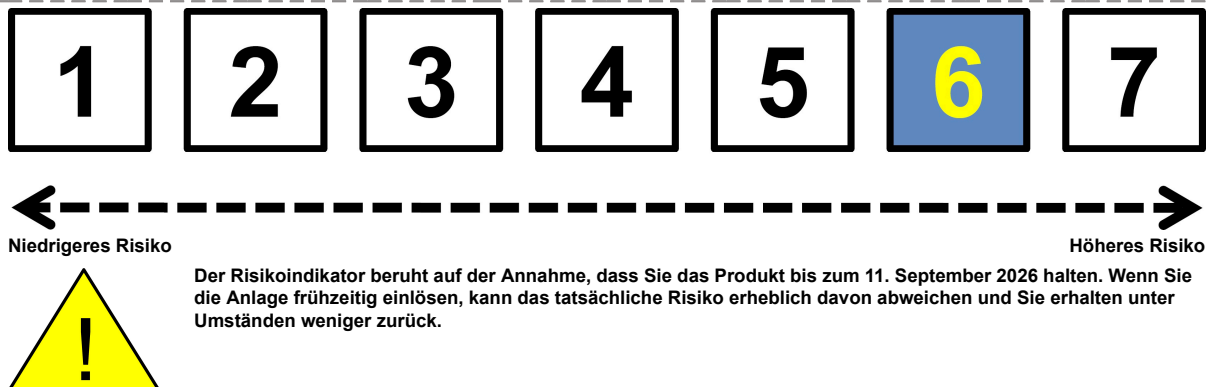 1 2 3 4 5 6 7
Niedrigeres Risiko Höheres Risiko
Der Risikoindikator beruht auf der Annahme, dass Sie das Produkt bis zum 11. September 2026 halten. Wenn Sie
die Anlage frühzeitig einlösen, kann das tatsächliche Risiko erheblich davon abweichen und Sie erhalten unter
Umständen weniger zurück.
!